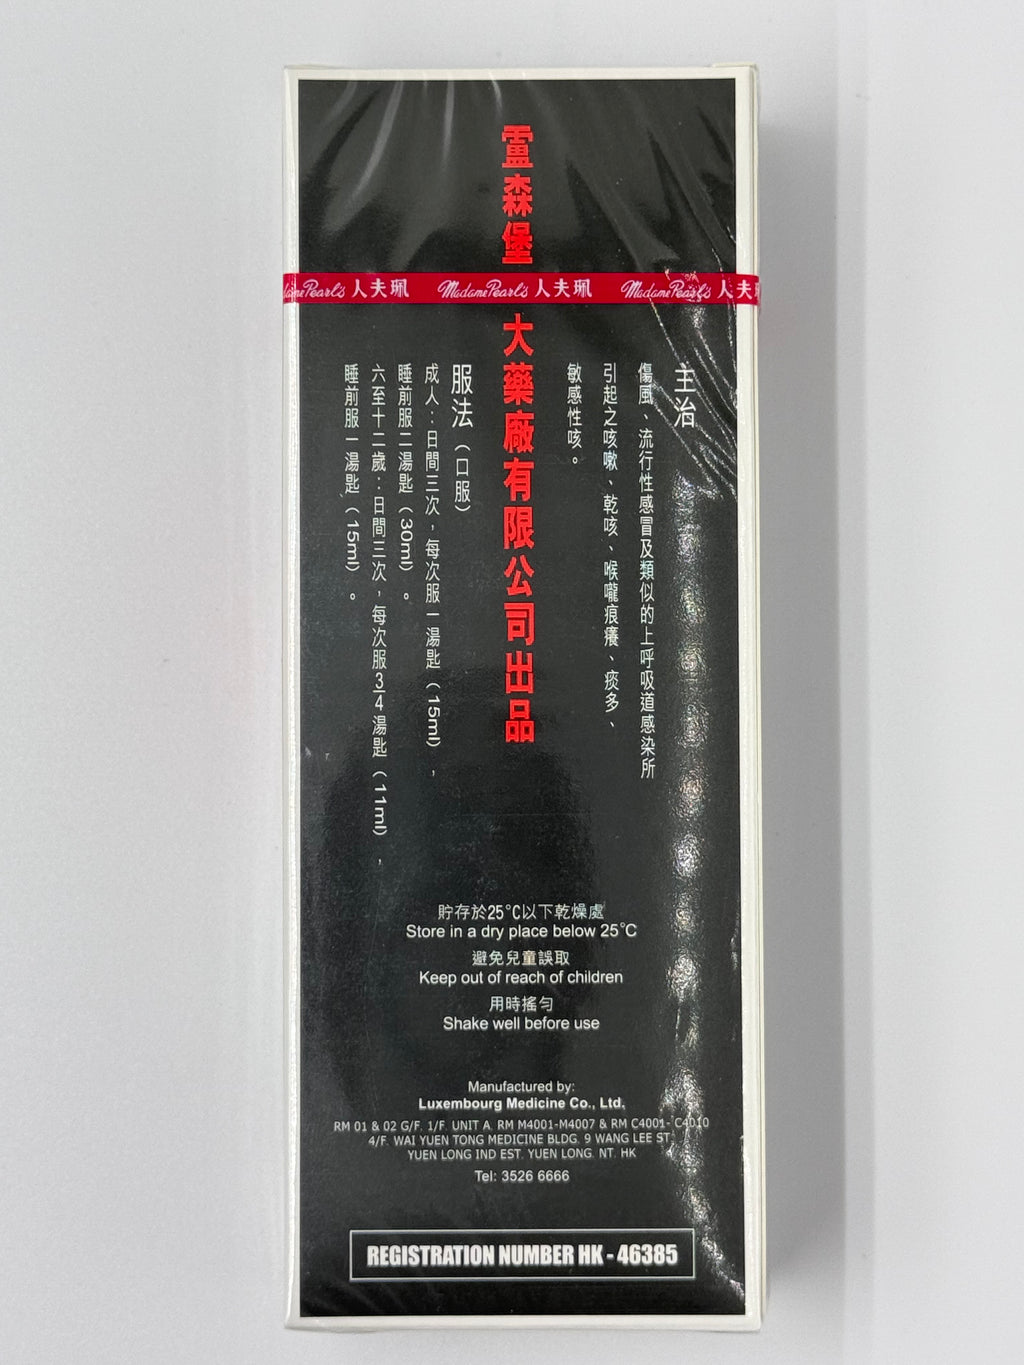 Madame Pearl's 人夫珮 Madame Pearl's 人夫珮 Madame Pearl's 人夫珮
主治
傷風、流行性感冒及類似的上呼吸道感染所
引起之咳嗽、乾咳、喉嚨痕癢、痰多、
敏感性咳。
盧森堡大藥廠有限公司出品
服法（口服）
成人：日間三次，每次服一湯匙（15ml），
睡前服二湯匙（30ml）。
六至十二歲：日間三次，每次服3/4湯匙（11ml），
睡前服一湯匙（15ml）。
貯存於25°C以下乾燥處
Store in a dry place below 25°C
避免兒童誤取
Keep out of reach of children
用時搖勻
Shake well before use
Manufactured by:
Luxembourg Medicine Co., Ltd.
RM 01 & 02 G/F. 1/F. UNIT A. RM M4001-M4007 & RM C4001- C4010
4/F. WAI YUEN TONG MEDICINE BLDG. 9 WANG LEE ST.
YUEN LONG IND EST. YUEN LONG. NT. HK
Tel: 3526 6666
REGISTRATION NUMBER HK - 46385